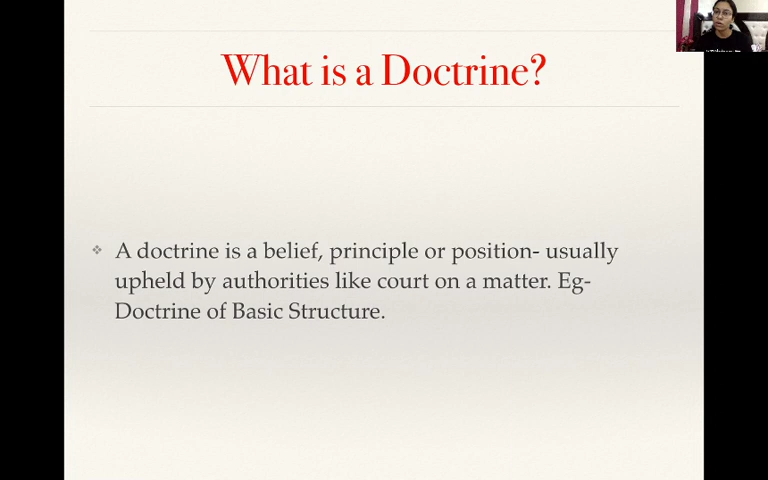 What is a Doctrine?
A doctrine is a belief, principle or position- usually
upheld by authorities like court on a matter. Eg-
Doctrine of Basic Structure.